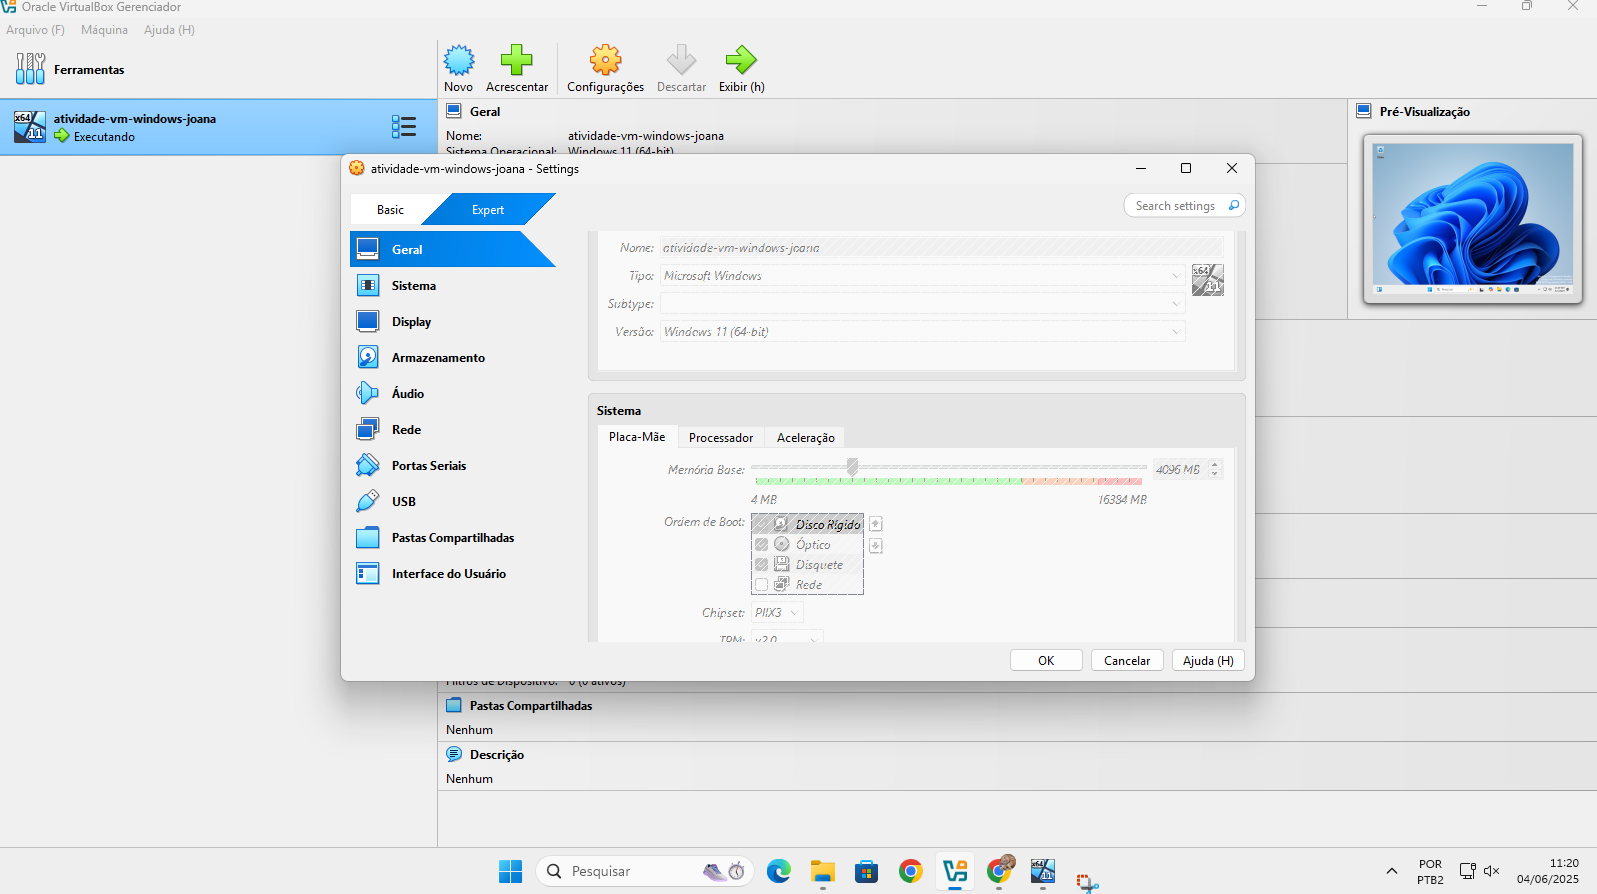 Oracle VirtualBox Gerenciador
Arquivo (F) Máquina Ajuda (H)
Ferramentas
Novo Acrescentar Configurações Descartar Exibir (h)
x64 11
atividade-vm-windows-joana
Executando
Geral
Nome: atividade-vm-windows-joana
Sistema Operacional: Windows 11 (64-bit)
Pré-Visualização
atividade-vm-windows-joana - Settings
Basic Expert
Search settings
Geral
Sistema
Display
Armazenamento
Áudio
Rede
Portas Seriais
USB
Pastas Compartilhadas
Interface do Usuário
Nome: atividade-vm-windows-joana
Tipo: Microsoft Windows
x64 11
Subtype:
Versão: Windows 11 (64-bit)
Sistema
Placa-Mãe Processador Aceleração
Memória Base: 4096 MB
4 MB 16384 MB
Ordem de Boot: Disco Rígido
Óptico
Disquete
Rede
Chipset: PIIX3
TPM: v2.0
OK Cancelar Ajuda (H)
Filtros de Dispositivo: 0 (0 ativos)
Pastas Compartilhadas
Nenhum
Descrição
Nenhum
Pesquisar
x64 11
POR
PTB2
11:20
04/06/2025